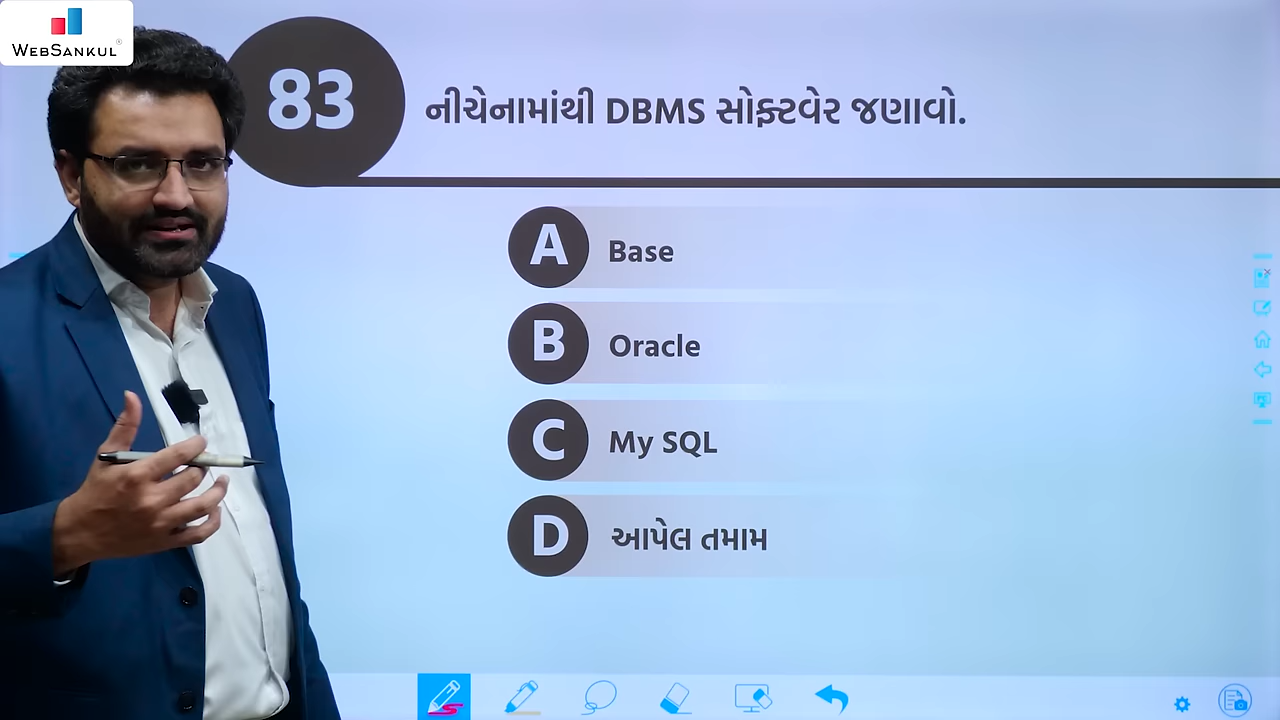 WEBSANKUL
83
નીચેનામાંથી DBMS સોફ્ટવેર જણાવો.
A Base
B Oracle
C My SQL
D આપેલ તમામ